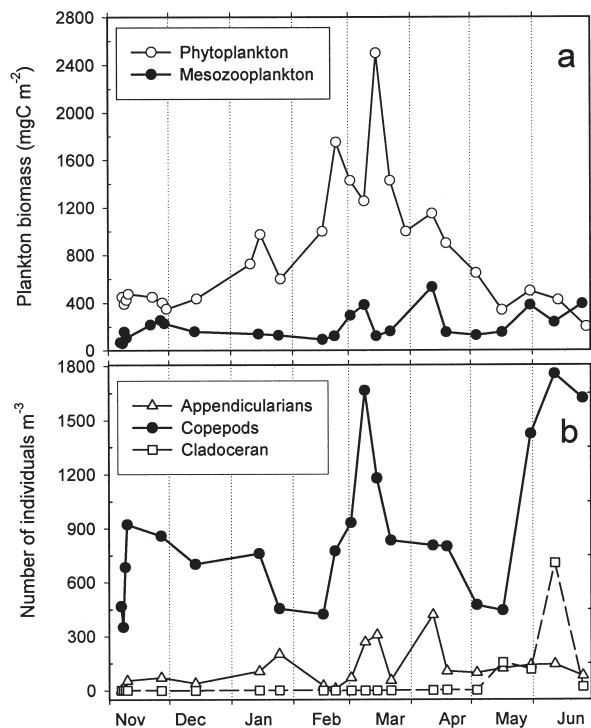 2800
2400
2000
1600
1200
800
400
0
Plankton biomass (mgC m-2)
Phytoplankton
Mesozooplankton
a
1800
1500
1200
900
600
300
0
Number of individuals m-3
Appendicularians
Copepods
Cladoceran
b
Nov Dec Jan Feb Mar Apr May Jun